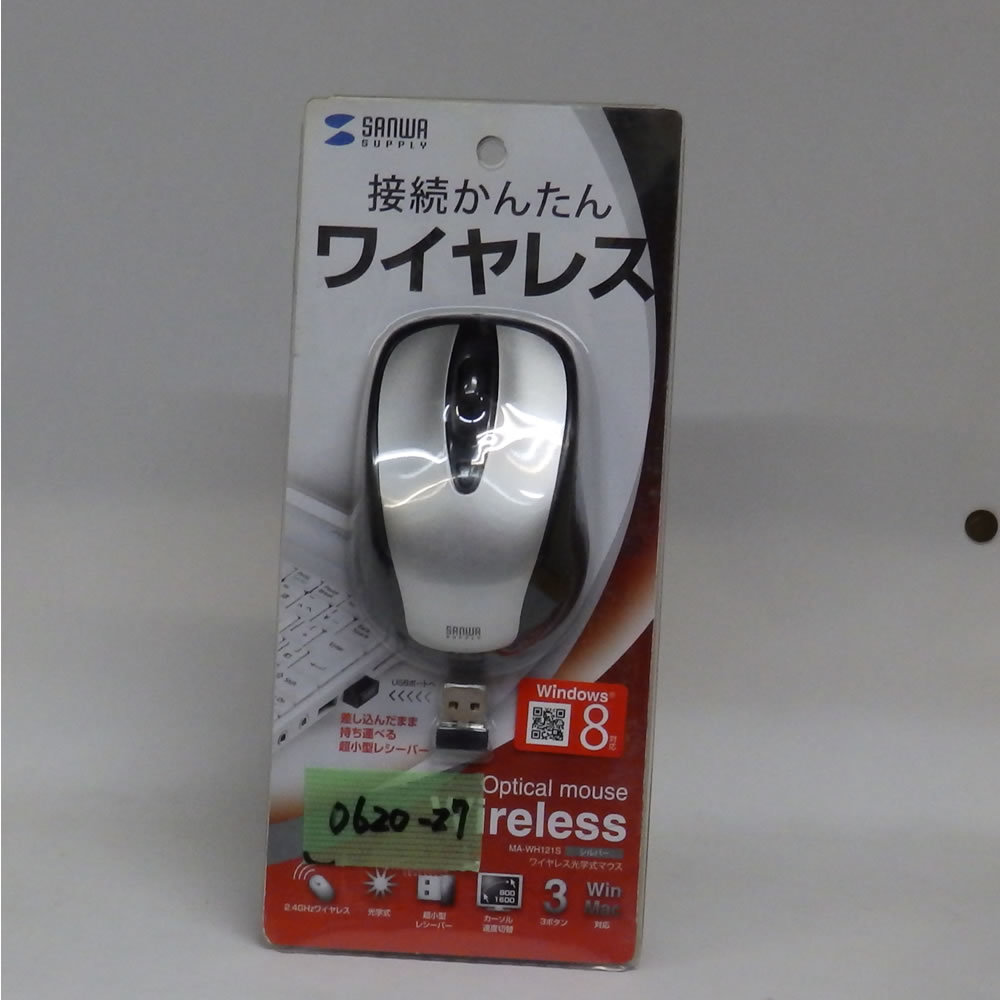 SANWA
SUPPLY
接続かんたん
ワイヤレス
SANWA
SUPPLY
USBポートへ
差し込んだまま
持ち運べる
超小型レシーバー
Windows®
8
対応
0620-27
Optical mouse
ireless
MA-WH121S シルバー
ワイヤレス光学式マウス
800
1600
3
Win
Mac
2.4GHzワイヤレス
光学式
超小型
レシーバー
カーソル
速度切替
3ボタン
対応